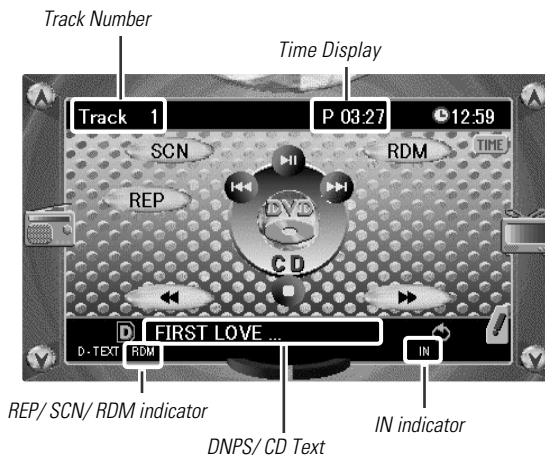 Track Number
Time Display
Track 1
P 03:27
12:59
SCN
RDM
TIME
REP
DVD
CD
D
FIRST LOVE ...
D-TEXT
RDM
IN
REP/ SCN/ RDM indicator
IN indicator
DNPS/ CD Text